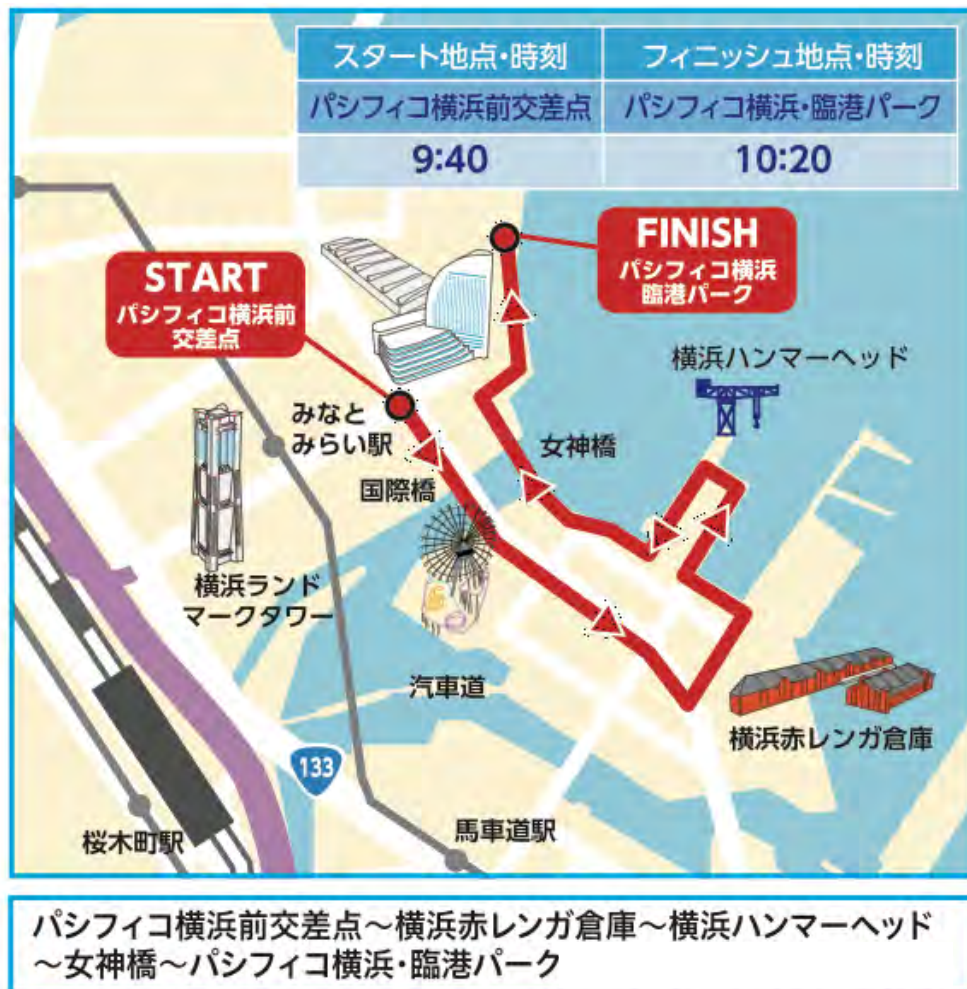 スタート地点・時刻
フィニッシュ地点・時刻
パシフィコ横浜前交差点
パシフィコ横浜・臨港パーク
9:40
10:20
START
パシフィコ横浜前
交差点
FINISH
パシフィコ横浜
臨港パーク
横浜ハンマーヘッド
みなと
みらい駅
女神橋
国際橋
横浜ランド
マークタワー
汽車道
横浜赤レンガ倉庫
133
桜木町駅
馬車道駅
パシフィコ横浜前交差点～横浜赤レンガ倉庫～横浜ハンマーヘッド
～女神橋～パシフィコ横浜・臨港パーク